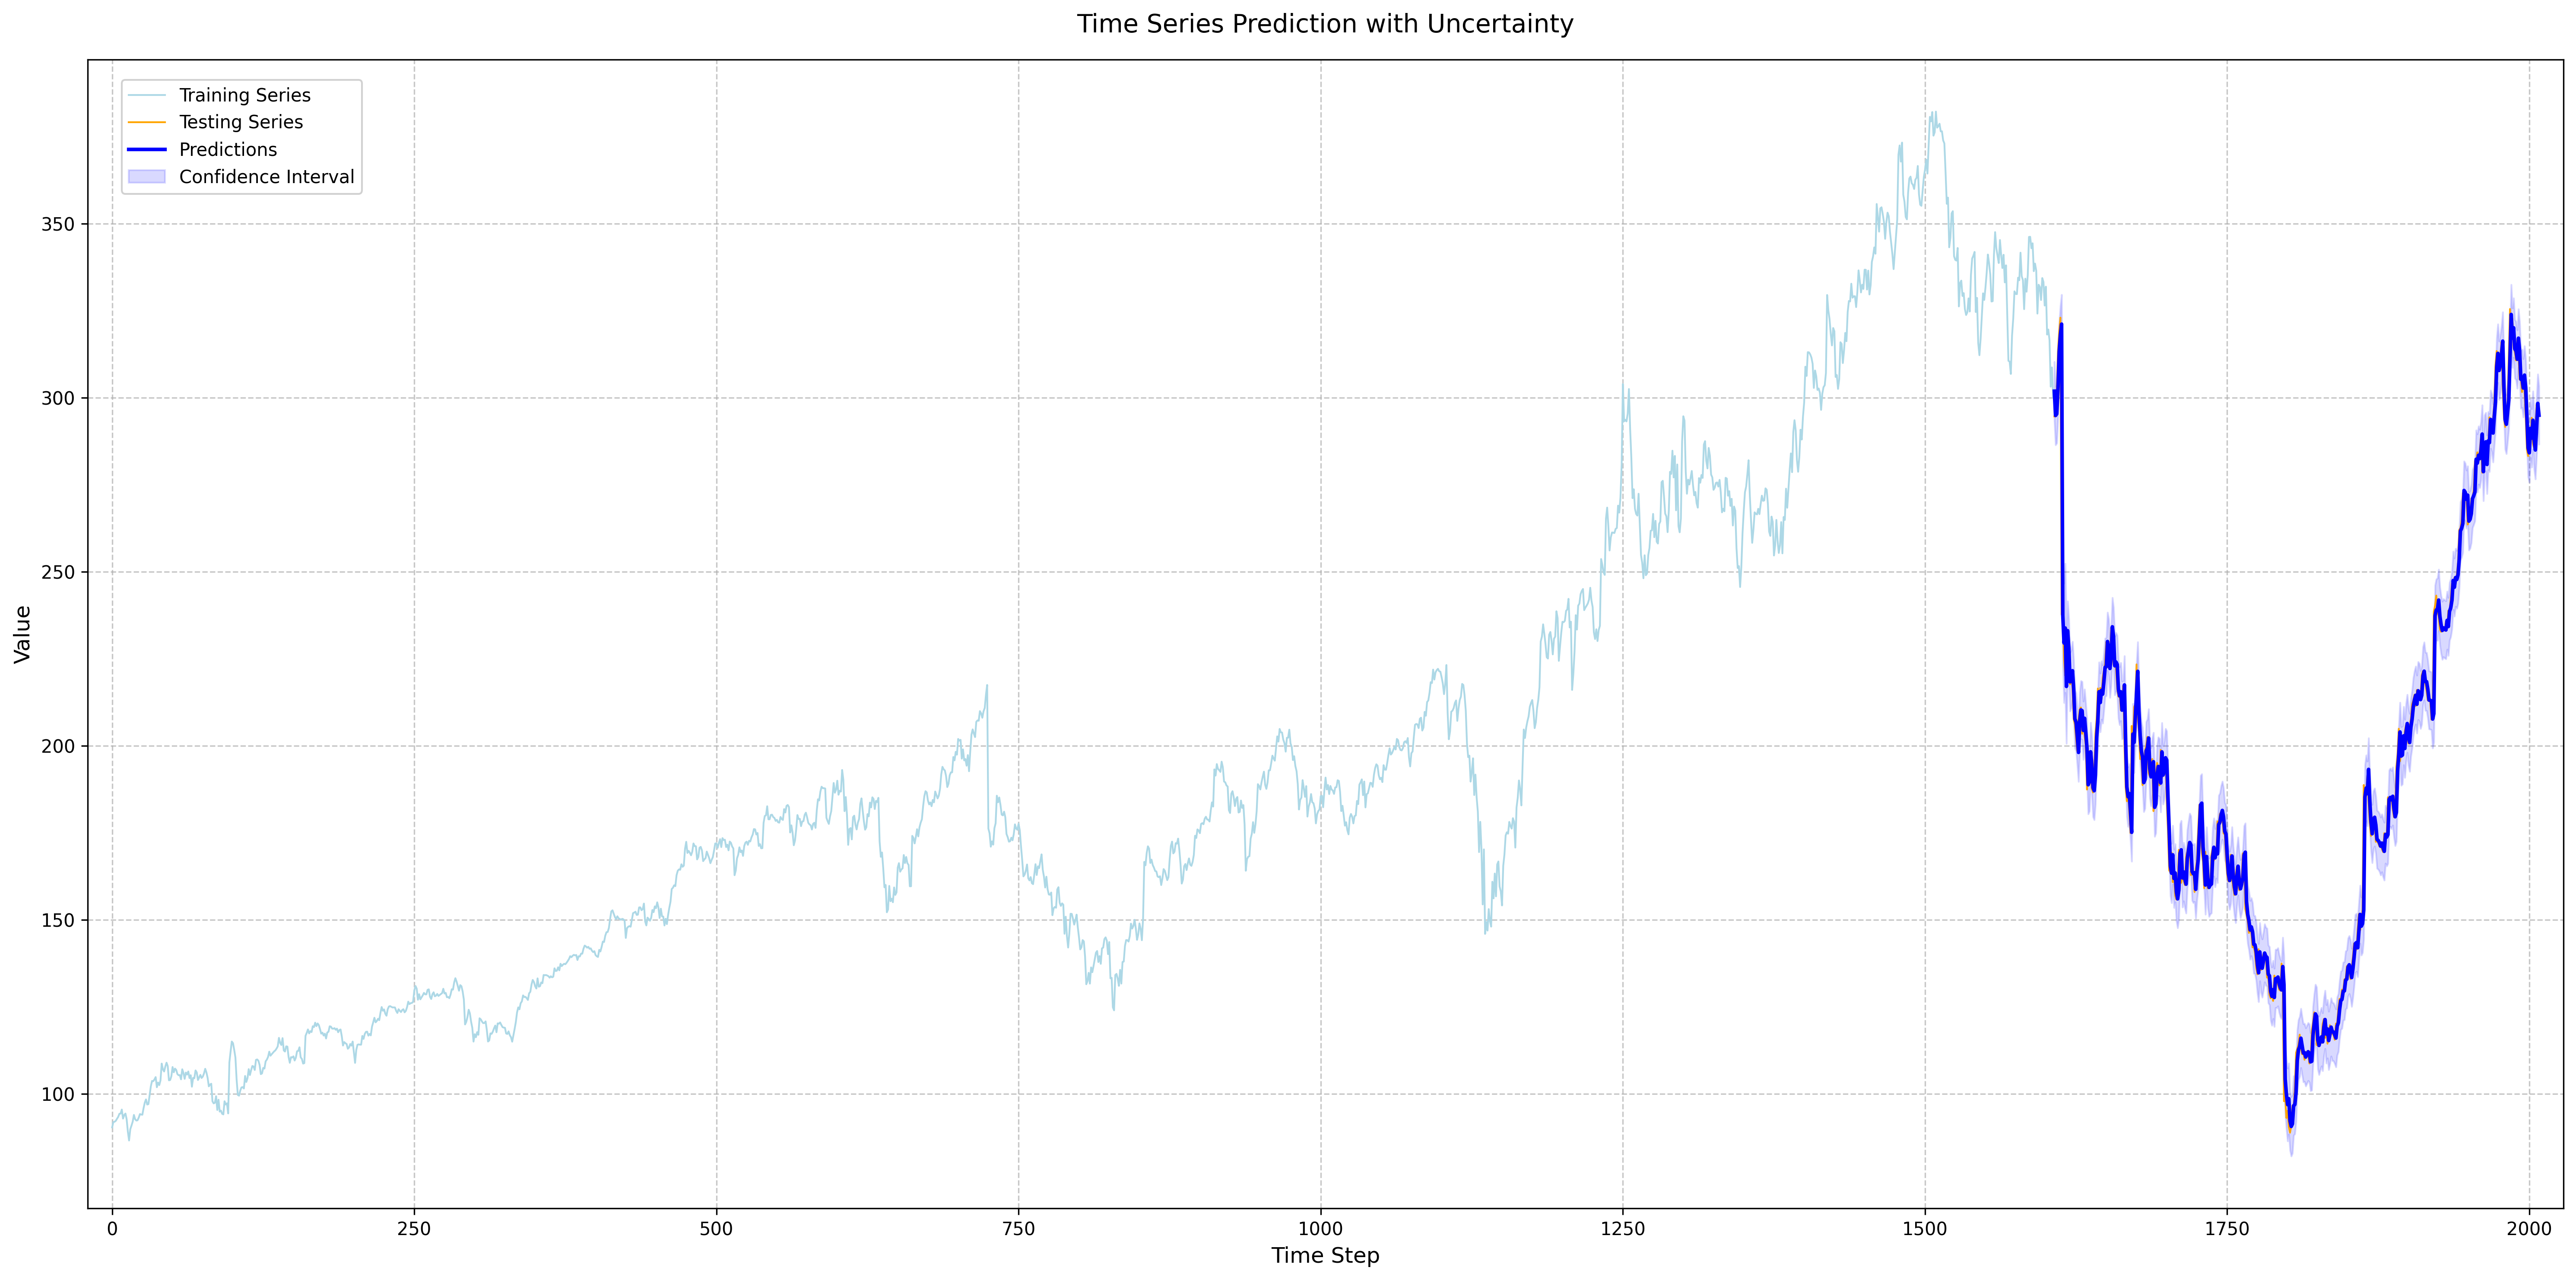 Time Series Prediction with Uncertainty
Training Series
Testing Series
Predictions
Confidence Interval
350
300
250
200
150
100
Value
0 250 500 750 1000 1250 1500 1750 2000
Time Step